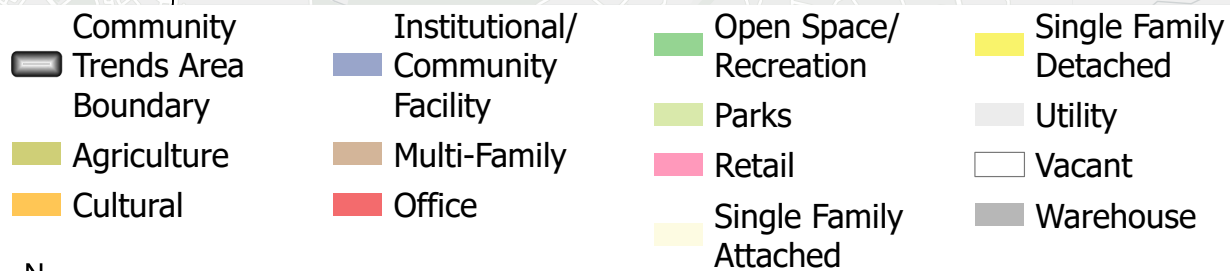 Community
Trends Area
Boundary
Agriculture
Cultural
Institutional/
Community
Facility
Multi-Family
Office
Open Space/
Recreation
Parks
Retail
Single Family
Attached
Single Family
Detached
Utility
Vacant
Warehouse
N